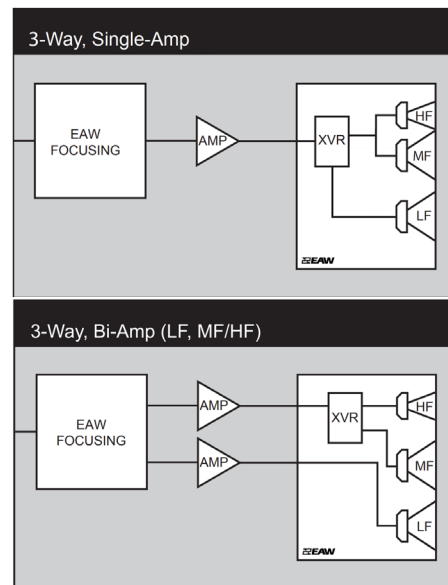 3-Way, Single-Amp
EAW
FOCUSING
AMP
XVR
HF
MF
LF
EAW
3-Way, Bi-Amp (LF, MF/HF)
EAW
FOCUSING
AMP
AMP
XVR
HF
MF
LF
EAW